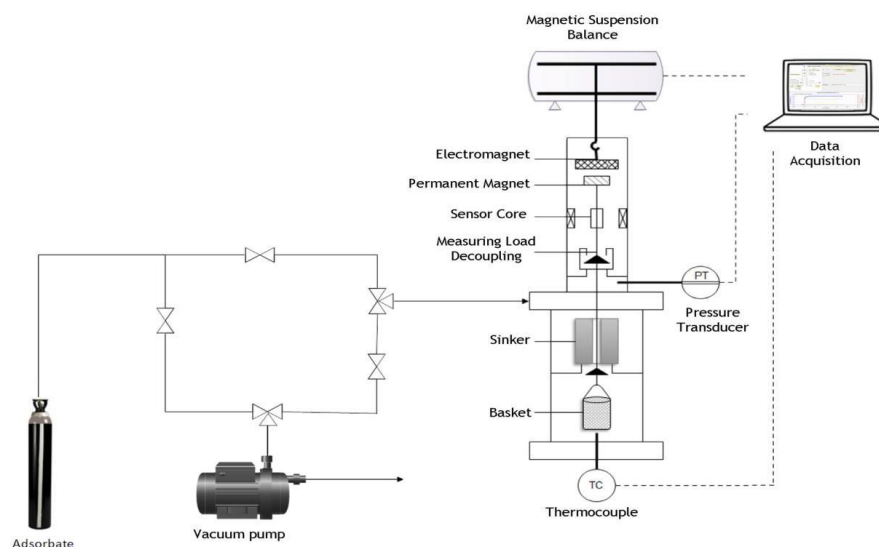 Magnetic Suspension
Balance
Electromagnet
Permanent Magnet
Sensor Core
Measuring Load
Decoupling
Data
Acquisition
PT
Pressure
Transducer
Sinker
Basket
TC
Thermocouple
Vacuum pump
Adsorbate